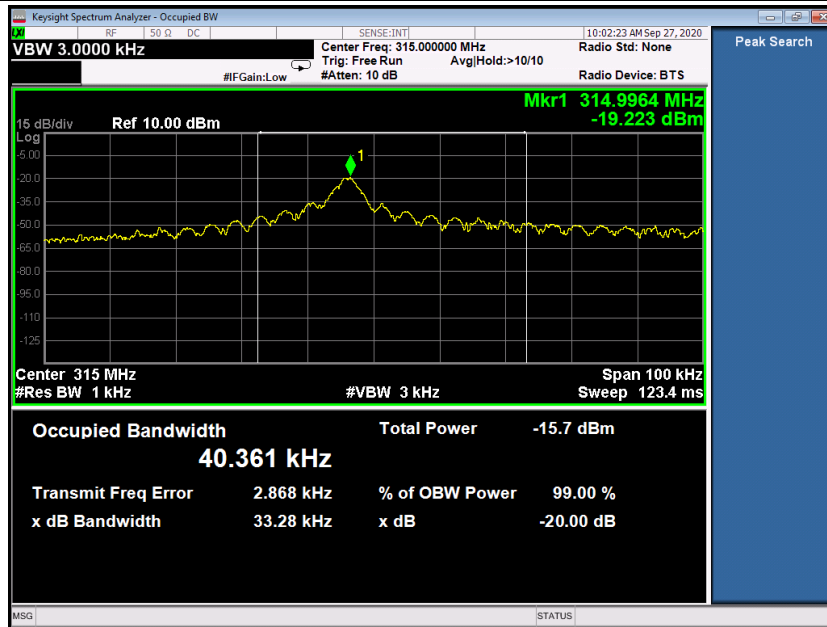 Keysight Spectrum Analyzer - Occupied BW
LXI RF 50 Ω DC SENSE:INT 10:02:23 AM Sep 27, 2020
VBW 3.0000 kHz Center Freq: 315.000000 MHz Radio Std: None
Trig: Free Run Avg|Hold:>10/10
#IFGain:Low #Atten: 10 dB Radio Device: BTS
Peak Search
Mkr1 314.9964 MHz
15 dB/div Ref 10.00 dBm -19.223 dBm
Log
1
-5.00
-20.0
-35.0
-50.0
-65.0
-80.0
-95.0
-110
-125
Center 315 MHz Span 100 kHz
#Res BW 1 kHz #VBW 3 kHz Sweep 123.4 ms
Occupied Bandwidth Total Power -15.7 dBm
40.361 kHz
Transmit Freq Error 2.868 kHz % of OBW Power 99.00 %
x dB Bandwidth 33.28 kHz x dB -20.00 dB
MSG STATUS